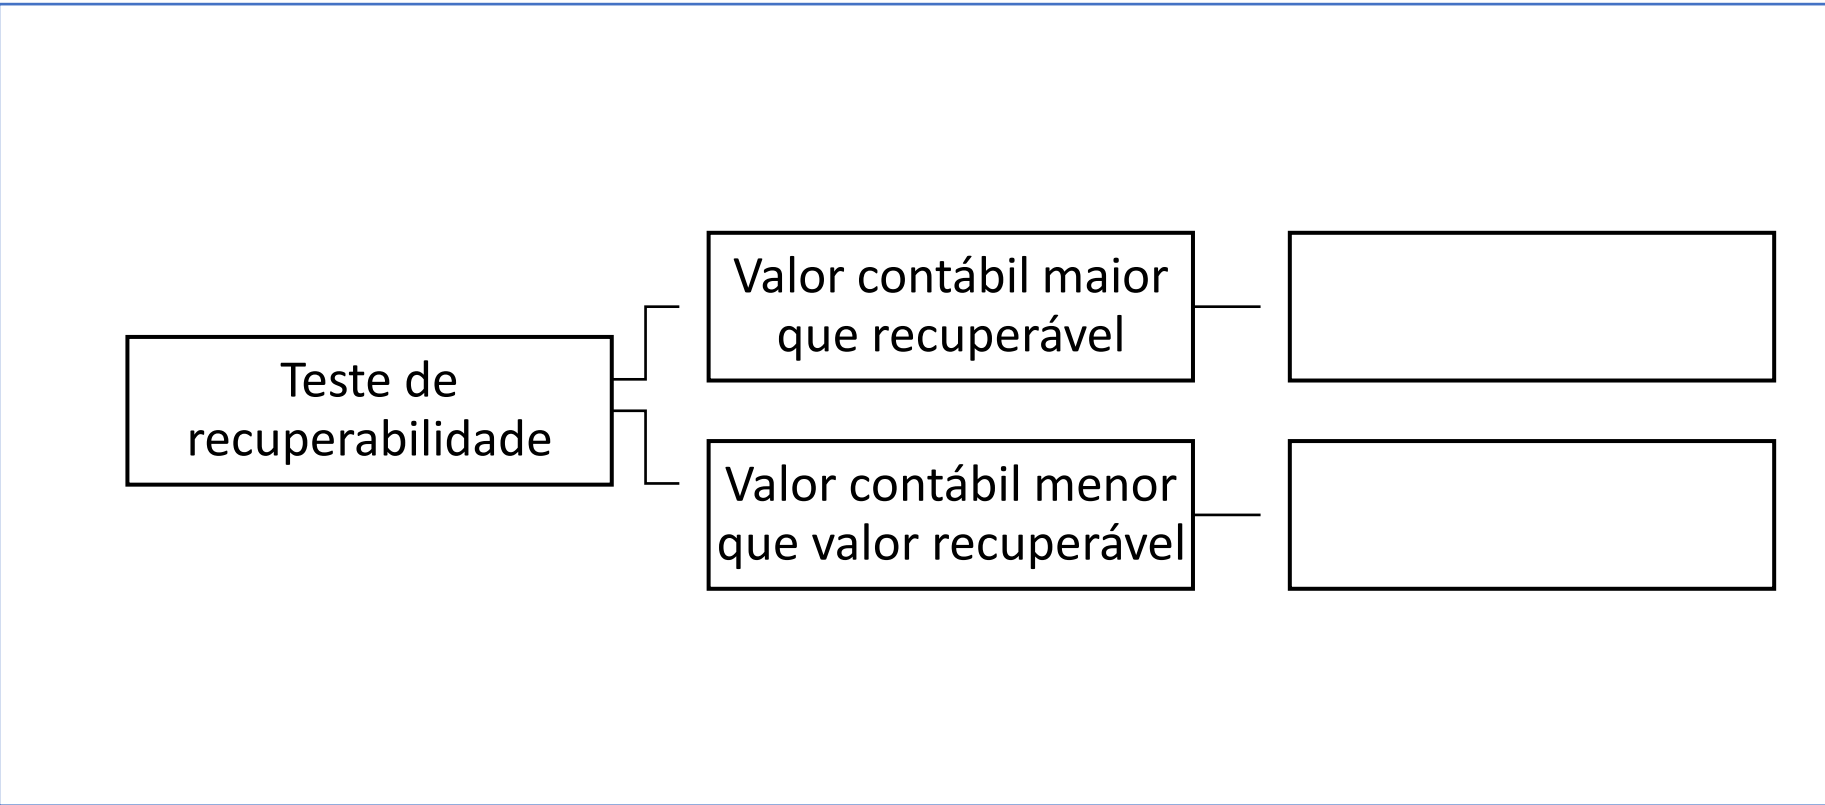 Teste de
recuperabilidade
Valor contábil maior
que recuperável
Valor contábil menor
que valor recuperável